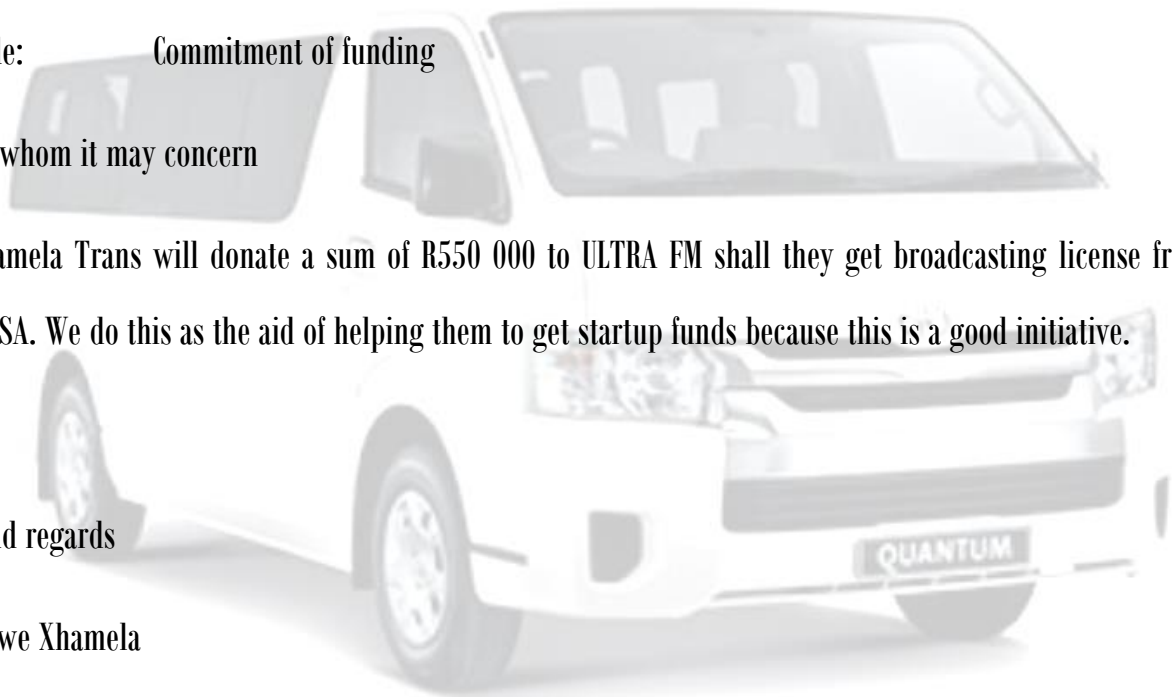 le: Commitment of funding
whom it may concern
amela Trans will donate a sum of R550 000 to ULTRA FM shall they get broadcasting license fr
SA. We do this as the aid of helping them to get startup funds because this is a good initiative.
d regards
we Xhamela
QUANTUM